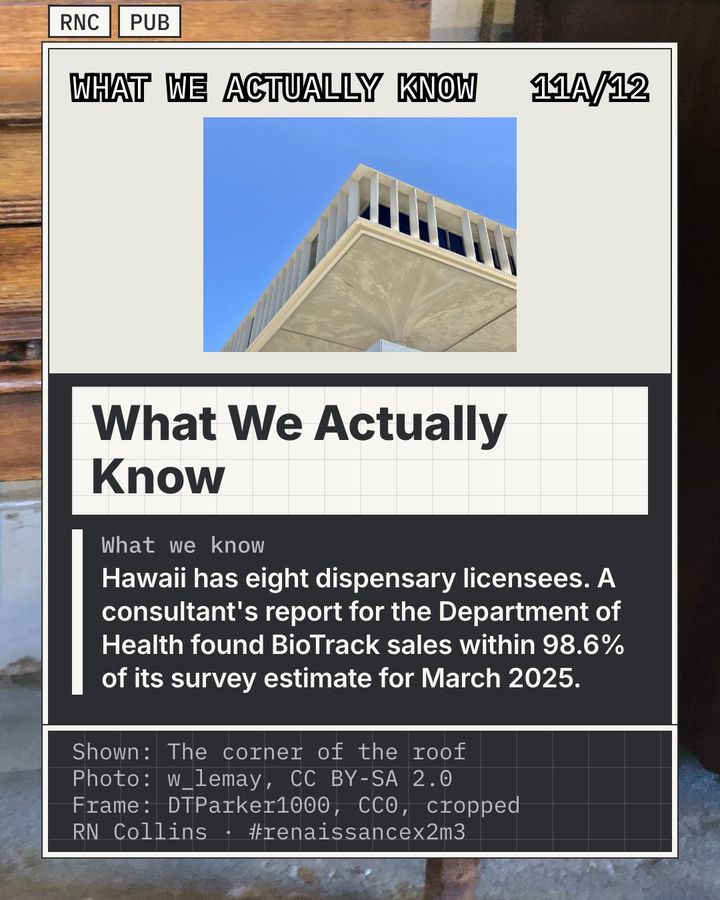 RNC PUB
WHAT WE ACTUALLY KNOW 11A/12
What We Actually
Know
What we know
Hawaii has eight dispensary licensees. A
consultant's report for the Department of
Health found BioTrack sales within 98.6%
of its survey estimate for March 2025.
Shown: The corner of the roof
Photo: w_lemay, CC BY-SA 2.0
Frame: DTParker1000, CC0, cropped
RN Collins · #renaissancex2m3